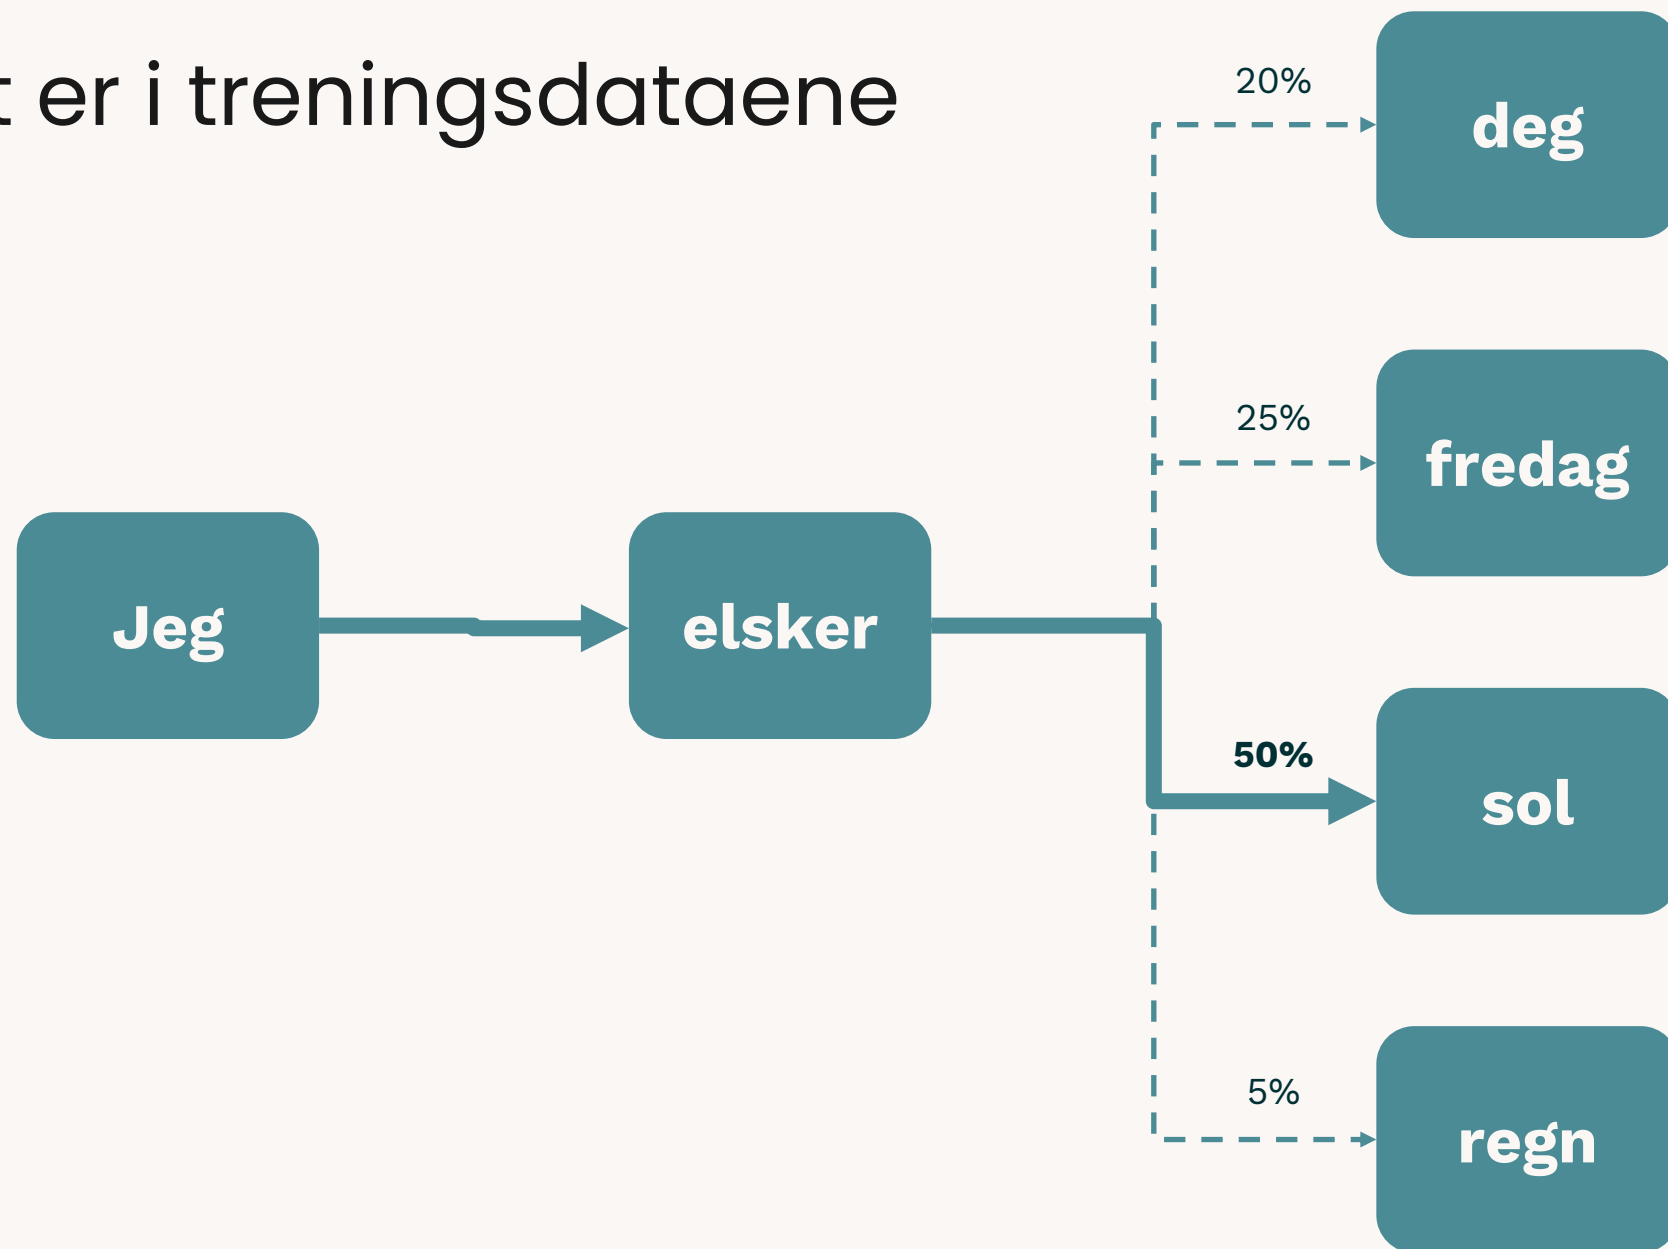 er i treningsdataene
20%
deg
25%
fredag
Jeg
elsker
50%
sol
5%
regn